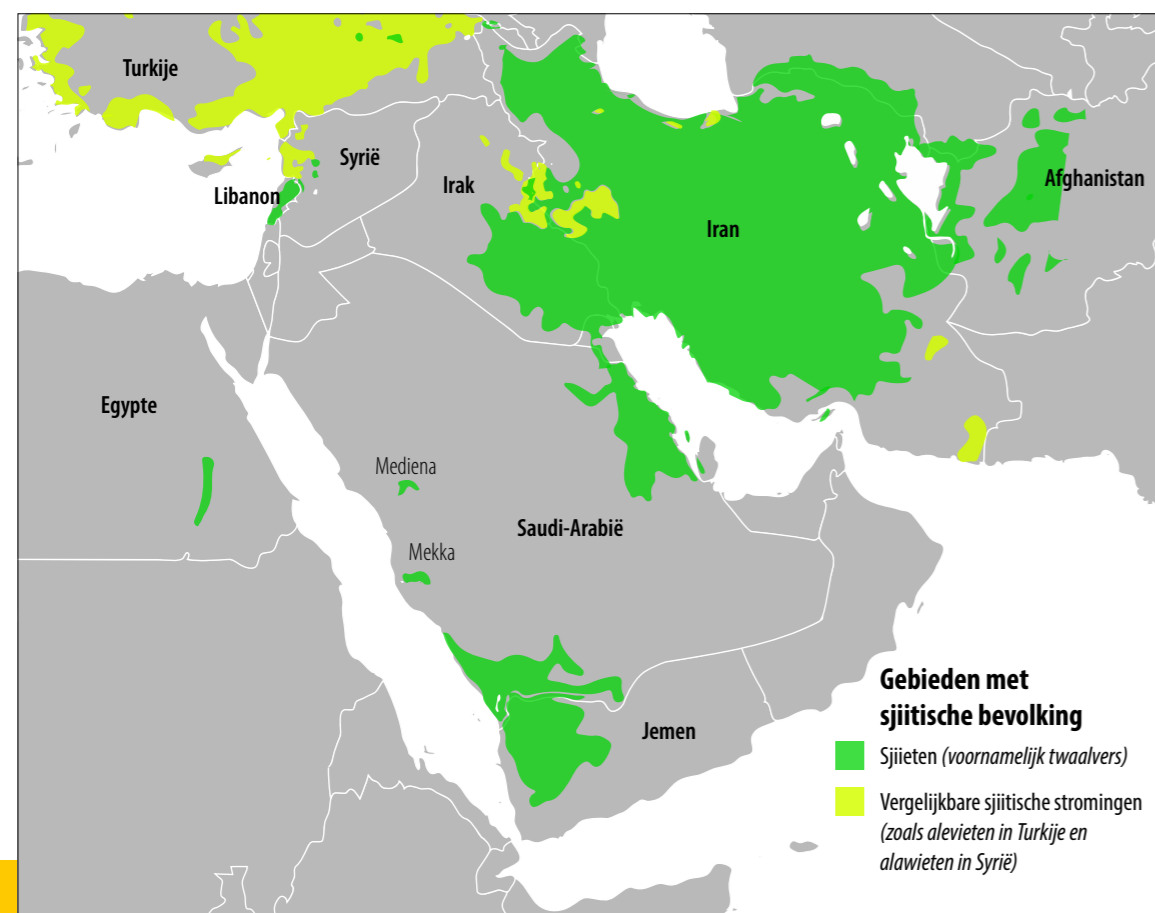 Turkije
Syrië
Libanon
Irak
Iran
Afghanistan
Egypte
Mediena
Saudi-Arabië
Mekka
Jemen
Gebieden met
sjiitische bevolking
Sjiieten (voornamelijk twaalvers)
Vergelijkbare sjiitische stromingen
(zoals alevieten in Turkije en
alawieten in Syrië)